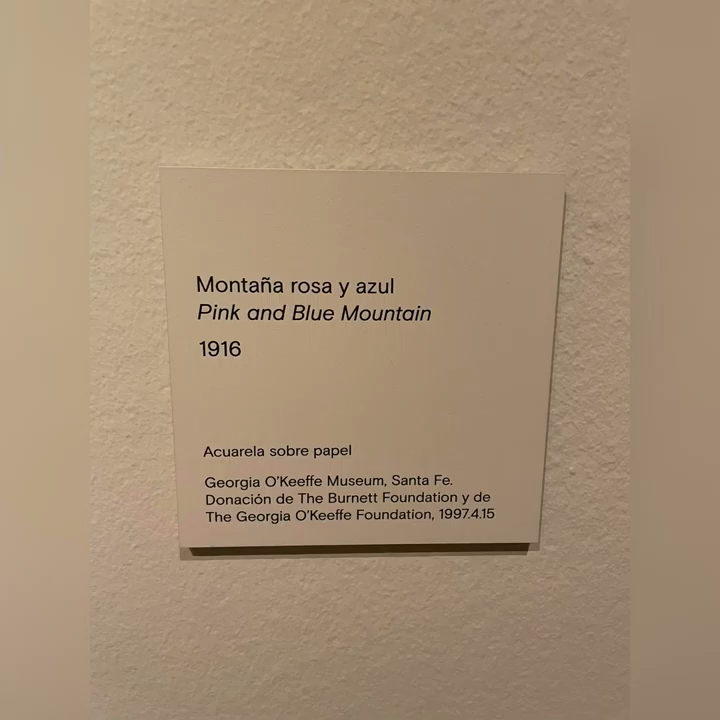 Montaña rosa y azul
Pink and Blue Mountain
1916
Acuarela sobre papel
Georgia O'Keeffe Museum, Santa Fe.
Donación de The Burnett Foundation y de
The Georgia O'Keeffe Foundation, 1997.4.15